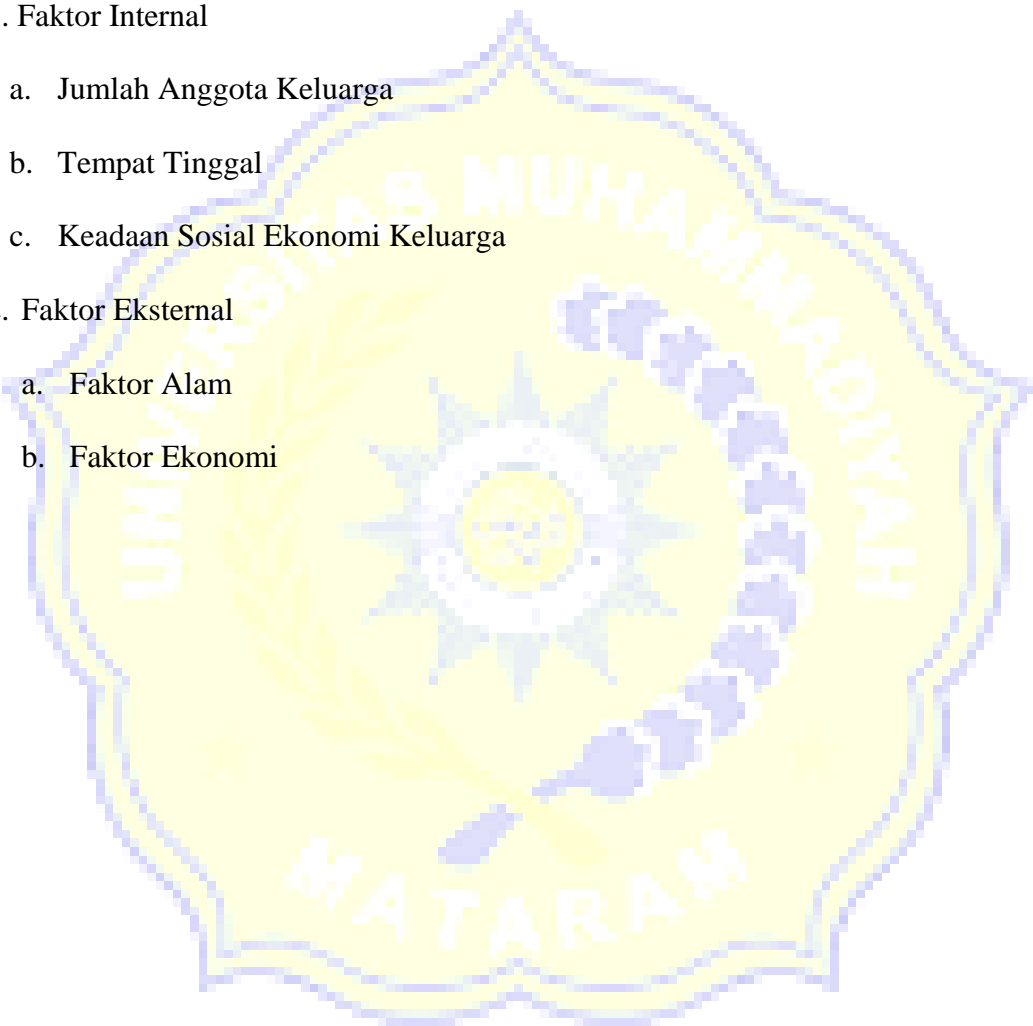 . Faktor Internal
a. Jumlah Anggota Keluarga
b. Tempat Tinggal
c. Keadaan Sosial Ekonomi Keluarga
. Faktor Eksternal
a. Faktor Alam
b. Faktor Ekonomi
UNIVERSITAS MUHAMMADIYAH
MATARAM